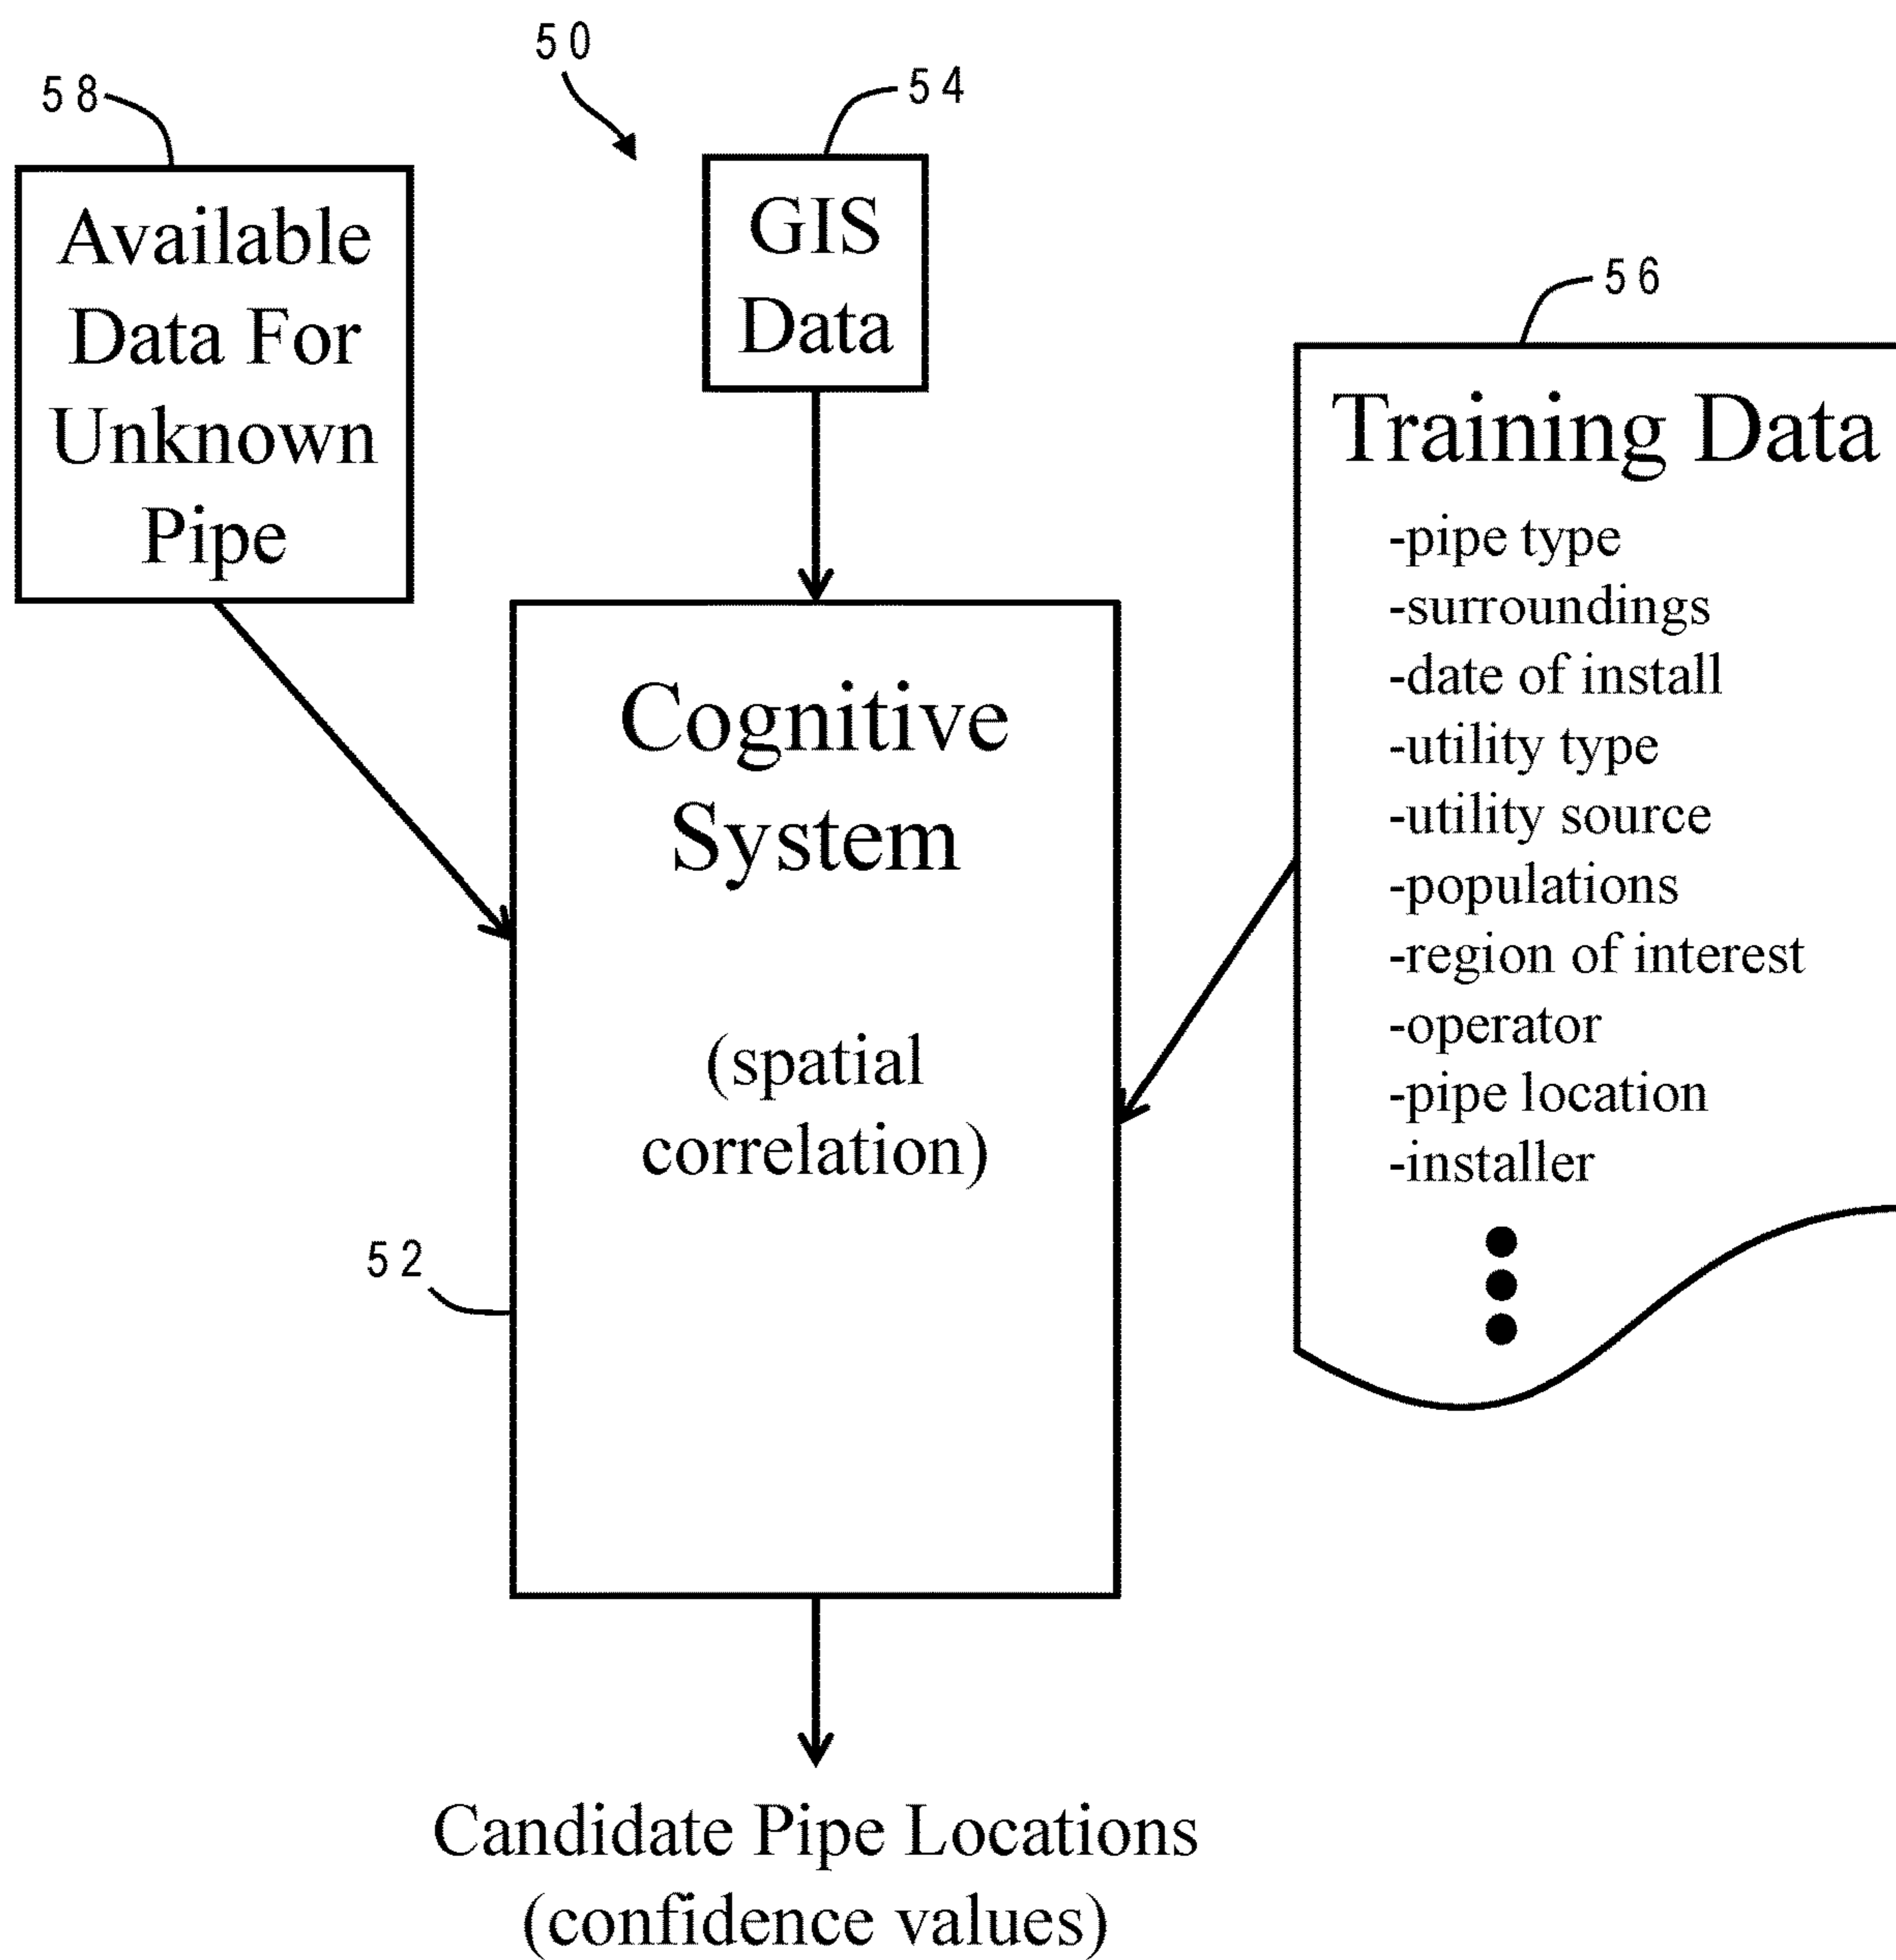 50
58
54
Available
Data For
Unknown
Pipe
GIS
Data
56
Training Data
-pipe type
-surroundings
-date of install
-utility type
-utility source
-populations
-region of interest
-operator
-pipe location
-installer
Cognitive
System
(spatial
correlation)
52
Candidate Pipe Locations
(confidence values)